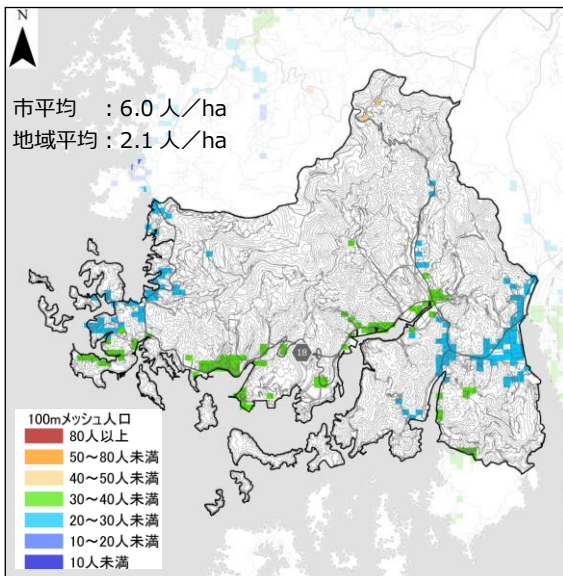 N
市平均　：6.0 人／ha
地域平均：2.1 人／ha
18
100mメッシュ人口
80人以上
50～80人未満
40～50人未満
30～40人未満
20～30人未満
10～20人未満
10人未満